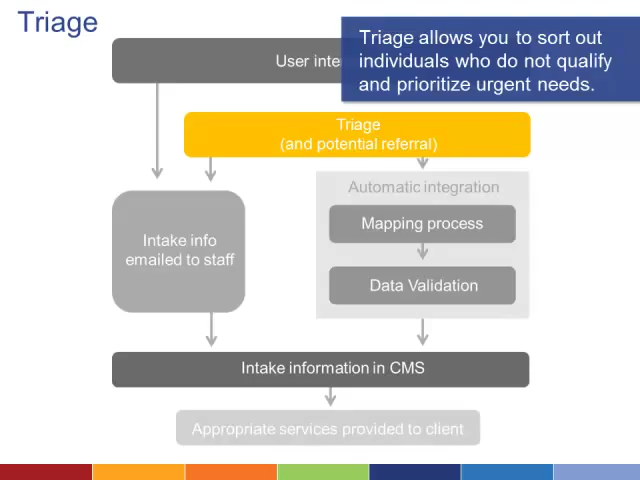 Triage
Triage allows you to sort out
individuals who do not qualify
and prioritize urgent needs.
User
Triage
(and potential referral)
Automatic integration
Intake info
emailed to staff
Mapping process
Data Validation
Intake information in CMS
Appropriate services provided to client